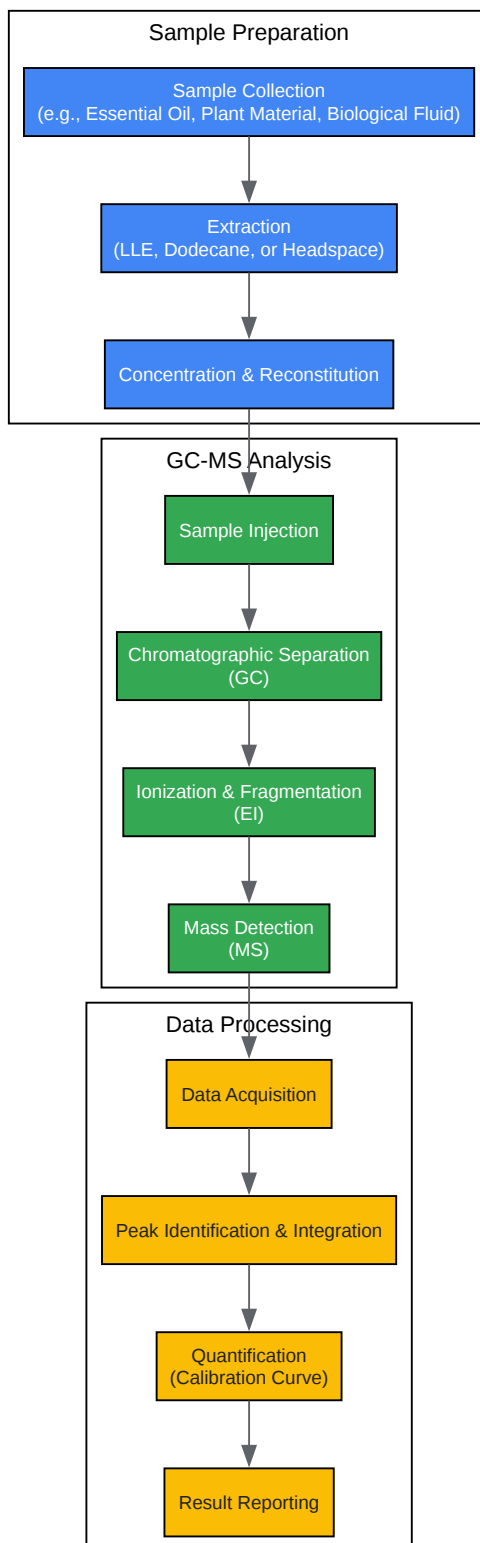 Sample Preparation
Sample Collection
(e.g., Essential Oil, Plant Material, Biological Fluid)
Extraction
(LLE, Dodecane, or Headspace)
Concentration & Reconstitution
GC-MS Analysis
Sample Injection
Chromatographic Separation
(GC)
Ionization & Fragmentation
(EI)
Mass Detection
(MS)
Data Processing
Data Acquisition
Peak Identification & Integration
Quantification
(Calibration Curve)
Result Reporting